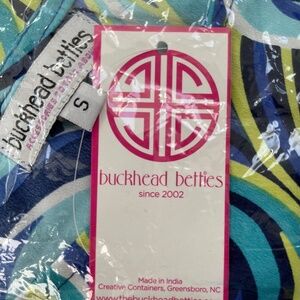 buckhead betties
S
buckhead betties
since 2002
Made in India
Creative Containers, Greensboro, NC